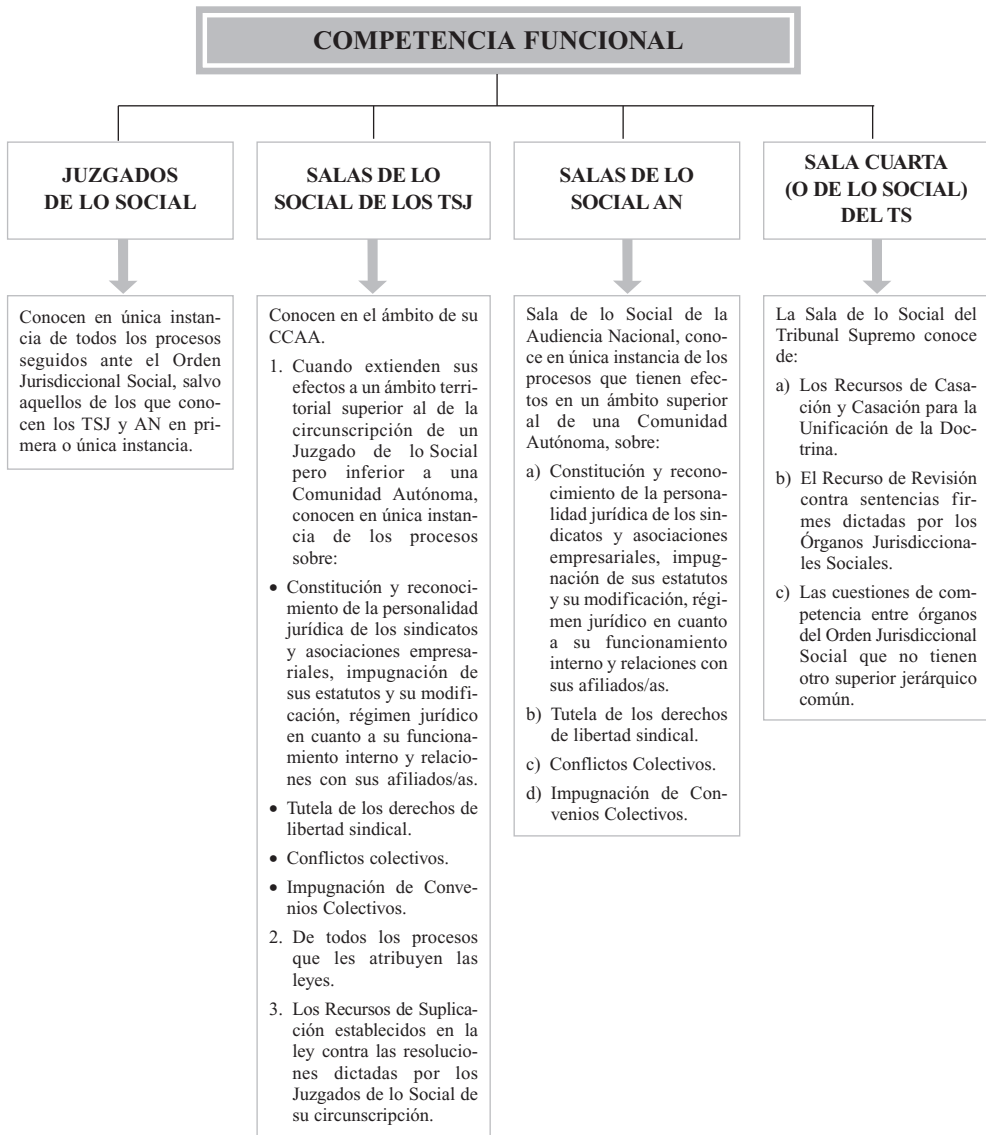 COMPETENCIA FUNCIONAL
JUZGADOS
DE LO SOCIAL
Conocen en única instan-
cia de todos los procesos
seguidos ante el Orden
Jurisdiccional Social, salvo
aquellos de los que cono-
cen los TSJ y AN en pri-
mera o única instancia.
SALAS DE LO
SOCIAL DE LOS TSJ
Conocen en el ámbito de su
CCAA.
1. Cuando extienden sus
efectos a un ámbito terri-
torial superior al de la
circunscripción de un
Juzgado de lo Social
pero inferior a una
Comunidad Autónoma,
conocen en única instan-
cia de los procesos
sobre:
• Constitución y reconoci-
miento de la personalidad
jurídica de los sindicatos
y asociaciones empresa-
riales, impugnación de
sus estatutos y su modifi-
cación, régimen jurídico
en cuanto a su funciona-
miento interno y relacio-
nes con sus afiliados/as.
• Tutela de los derechos de
libertad sindical.
• Conflictos colectivos.
• Impugnación de Conve-
nios Colectivos.
2. De todos los procesos
que les atribuyen las
leyes.
3. Los Recursos de Suplica-
ción establecidos en la
ley contra las resolucio-
nes dictadas por los
Juzgados de lo Social de
su circunscripción.
SALAS DE LO
SOCIAL AN
Sala de lo Social de la
Audiencia Nacional, cono-
ce en única instancia de los
procesos que tienen efec-
tos en un ámbito superior
al de una Comunidad
Autónoma, sobre:
a) Constitución y recono-
cimiento de la persona-
lidad jurídica de los sin-
dicatos y asociaciones
empresariales, impug-
nación de sus estatutos
y su modificación, régi-
men jurídico en cuanto
a su funcionamiento
interno y relaciones con
sus afiliados/as.
b) Tutela de los derechos
de libertad sindical.
c) Conflictos Colectivos.
d) Impugnación de Con-
venios Colectivos.
SALA CUARTA
(O DE LO SOCIAL)
DEL TS
La Sala de lo Social del
Tribunal Supremo conoce
de:
a) Los Recursos de Casa-
ción y Casación para la
Unificación de la Doc-
trina.
b) El Recurso de Revisión
contra sentencias fir-
mes dictadas por los
Órganos Jurisdicciona-
les Sociales.
c) Las cuestiones de com-
petencia entre órganos
del Orden Jurisdiccional
Social que no tienen
otro superior jerárquico
común.